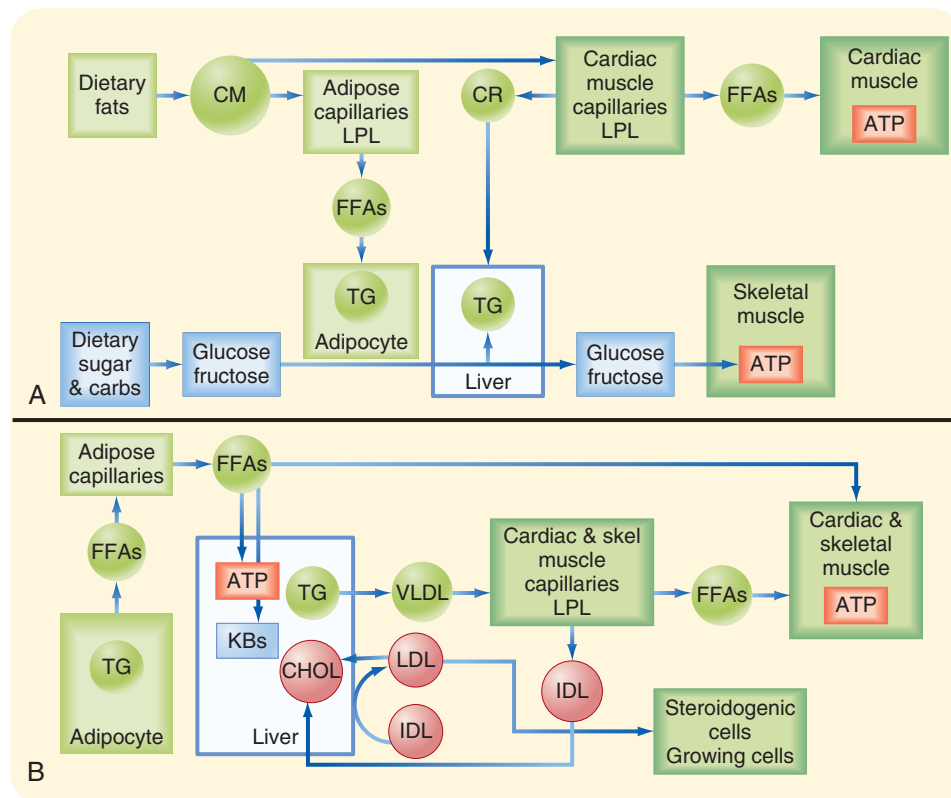 Dietary
fats
CM
Adipose
capillaries
LPL
CR
Cardiac
muscle
capillaries
LPL
FFAs
Cardiac
muscle
ATP
FFAs
TG
Adipocyte
TG
Liver
Dietary
sugar
& carbs
Glucose
fructose
Glucose
fructose
Skeletal
muscle
ATP
A
Adipose
capillaries
FFAs
FFAs
TG
Adipocyte
ATP
KBs
TG
CHOL
Liver
VLDL
LDL
IDL
Cardiac & skel
muscle
capillaries
LPL
IDL
FFAs
Cardiac &
skeletal
muscle
ATP
Steroidogenic
cells
Growing cells
B